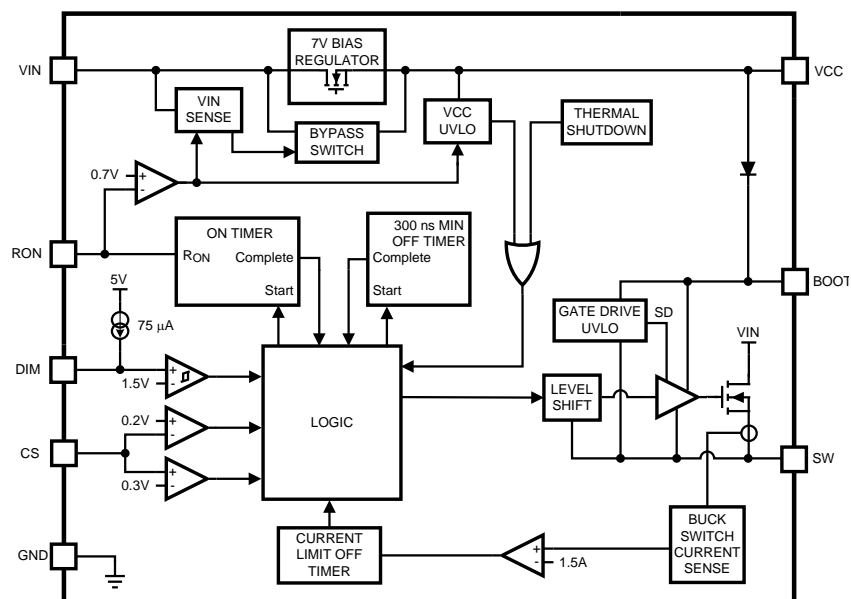 7V BIAS
REGULATOR
VIN
VCC
VIN
SENSE
BYPASS
SWITCH
VCC
UVLO
THERMAL
SHUTDOWN
0.7V
+
-
RON
ON TIMER
RON
Complete
Start
300 ns MIN
OFF TIMER
Complete
Start
BOOT
5V
75 μA
GATE DRIVE
UVLO
SD
VIN
DIM
+
1.5V
-
LOGIC
LEVEL
SHIFT
0.2V
+
-
CS
+
0.3V
-
SW
GND
CURRENT
LIMIT OFF
TIMER
+
-
1.5A
BUCK
SWITCH
CURRENT
SENSE